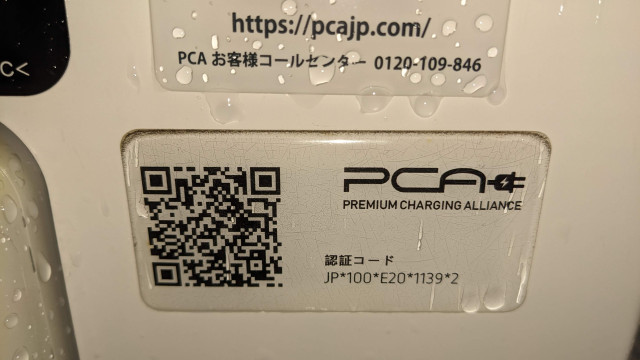 https://pcajp.com/
PCA お客様コールセンター 0120-109-846
C<
PCA
PREMIUM CHARGING ALLIANCE
認証コード
JP*100*E20*1139*2